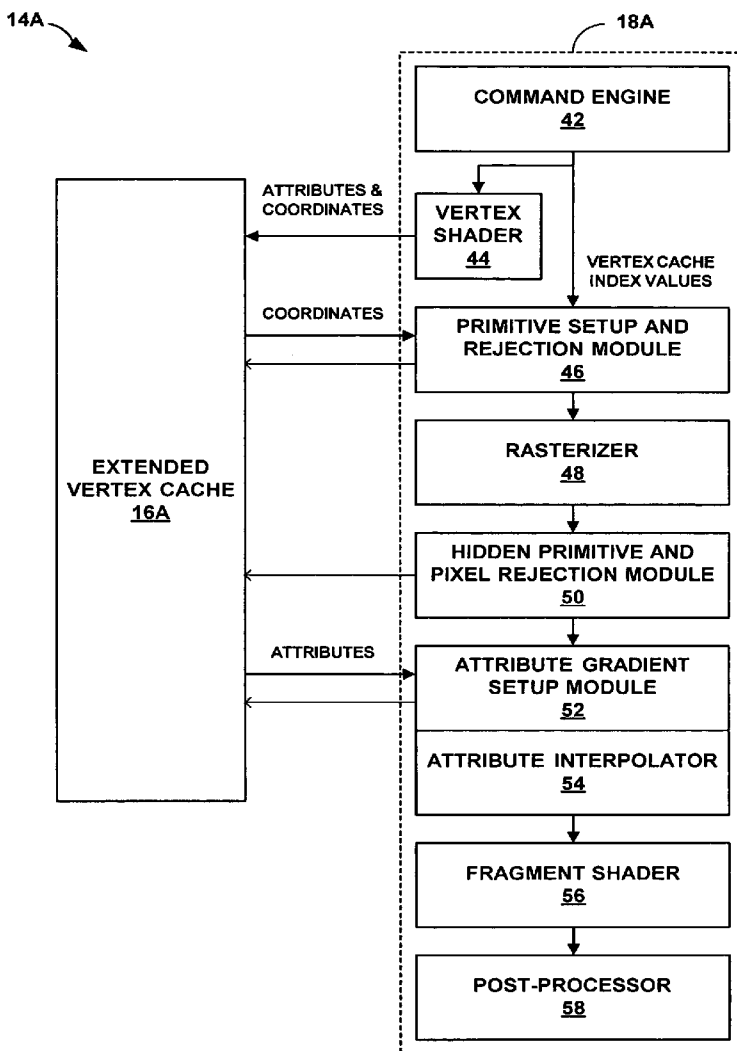 14A
18A
COMMAND ENGINE
42
ATTRIBUTES &
COORDINATES
VERTEX
SHADER
44
VERTEX CACHE
INDEX VALUES
COORDINATES
PRIMITIVE SETUP AND
REJECTION MODULE
46
EXTENDED
VERTEX CACHE
16A
RASTERIZER
48
HIDDEN PRIMITIVE AND
PIXEL REJECTION MODULE
50
ATTRIBUTES
ATTRIBUTE GRADIENT
SETUP MODULE
52
ATTRIBUTE INTERPOLATOR
54
FRAGMENT SHADER
56
POST-PROCESSOR
58